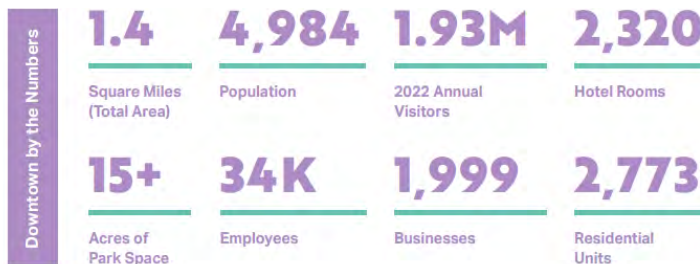 Downtown by the Numbers
1.4
Square Miles
(Total Area)
4,984
Population
1.93M
2022 Annual
Visitors
2,320
Hotel Rooms
15+
Acres of
Park Space
34K
Employees
1,999
Businesses
2,773
Residential
Units